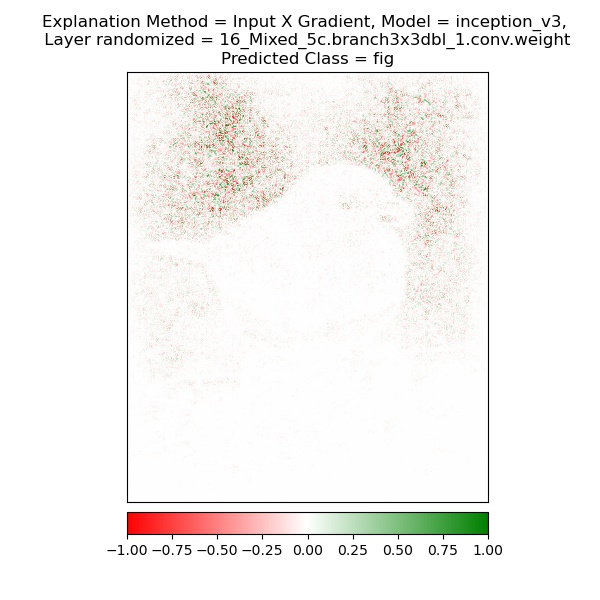 Explanation Method = Input X Gradient, Model = inception_v3,
Layer randomized = 16_Mixed_5c.branch3x3dbl_1.conv.weight
Predicted Class = fig
−1.00 −0.75 −0.50 −0.25 0.00 0.25 0.50 0.75 1.00